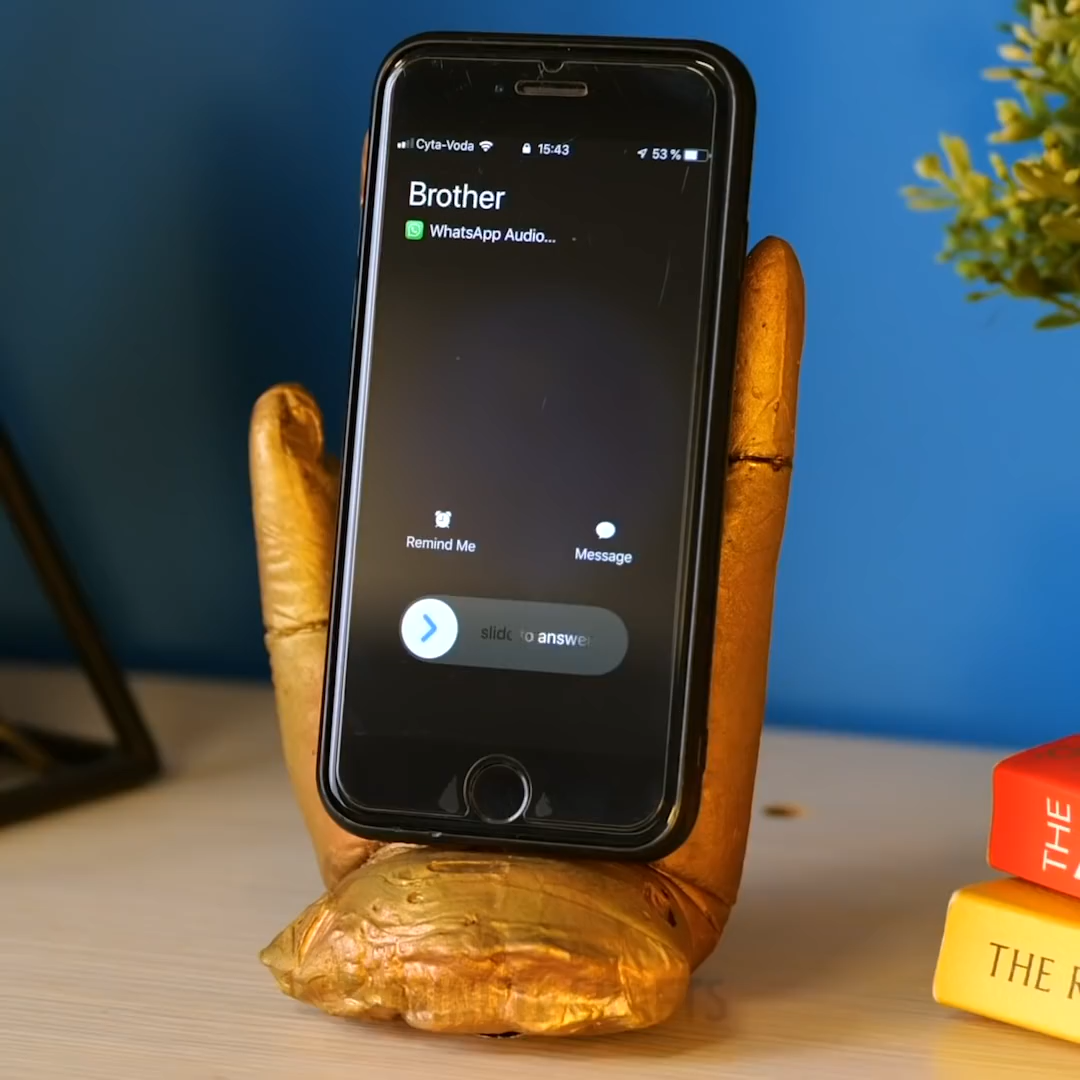 Cyta-Voda 15:43 53 %
Brother
WhatsApp Audio...
Remind Me
Message
slide to answer
THE
THE